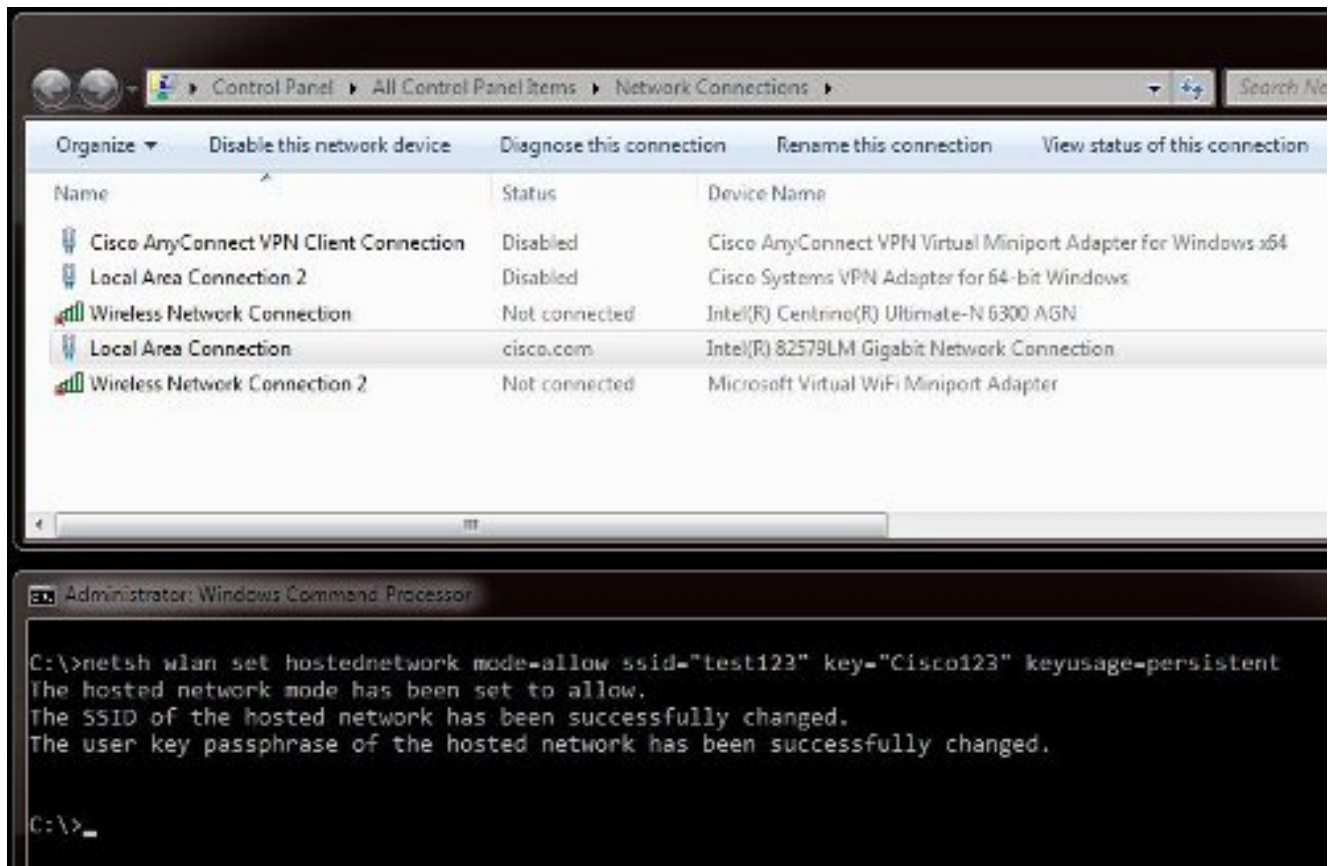 Control Panel ▸ All Control Panel Items ▸ Network Connections ▸ Search Ne
Organize ▾ Disable this network device Diagnose this connection Rename this connection View status of this connection
Name Status Device Name
Cisco AnyConnect VPN Client Connection Disabled Cisco AnyConnect VPN Virtual Miniport Adapter for Windows x64
Local Area Connection 2 Disabled Cisco Systems VPN Adapter for 64-bit Windows
Wireless Network Connection Not connected Intel(R) Centrino(R) Ultimate-N 6300 AGN
Local Area Connection cisco.com Intel(R) 82579LM Gigabit Network Connection
Wireless Network Connection 2 Not connected Microsoft Virtual WiFi Miniport Adapter
Administrator: Windows Command Processor
C:\>netsh wlan set hostednetwork mode=allow ssid="test123" key="Cisco123" keyusage=persistent
The hosted network mode has been set to allow.
The SSID of the hosted network has been successfully changed.
The user key passphrase of the hosted network has been successfully changed.
C:\>_